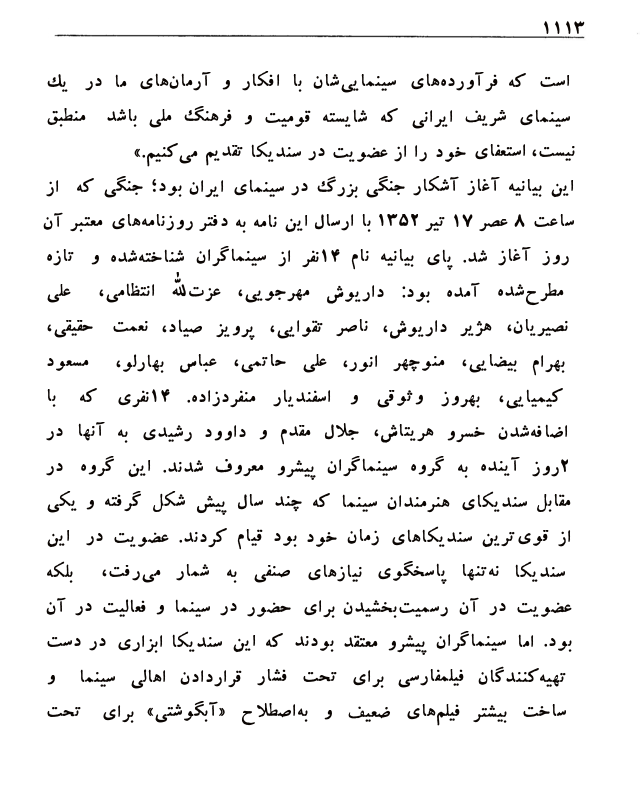 ۱۱۱۳
است که فرآورده‌های سینمایی‌شان با افکار و آرمان‌های ما در یك
سینمای شریف ایرانی که شایسته قومیت و فرهنگ ملی باشد منطبق
نیست، استعفای خود را از عضویت در سندیکا تقدیم می‌کنیم.»
این بیانیه آغاز آشکار جنگی بزرگ در سینمای ایران بود؛ جنگی که از
ساعت ۸ عصر ۱۷ تیر ۱۳۵۲ با ارسال این نامه به دفتر روزنامه‌های معتبر آن
روز آغاز شد. پای بیانیه نام ۱۴نفر از سینماگران شناخته‌شده و تازه
مطرح‌شده آمده بود: داریوش مهرجویی، عزت‌الله انتظامی، علی
نصیریان، هژیر داریوش، ناصر تقوایی، پرویز صیاد، نعمت حقیقی،
بهرام بیضایی، منوچهر انور، علی حاتمی، عباس بهارلو، مسعود
کیمیایی، بهروز وثوقی و اسفندیار منفردزاده. ۱۴نفری که با
اضافه‌شدن خسرو هریتاش، جلال مقدم و داوود رشیدی به آنها در
۲روز آینده به گروه سینماگران پیشرو معروف شدند. این گروه در
مقابل سندیکای هنرمندان سینما که چند سال پیش شکل گرفته و یکی
از قوی‌ترین سندیکاهای زمان خود بود قیام کردند. عضویت در این
سندیکا نه‌تنها پاسخگوی نیازهای صنفی به شمار می‌رفت، بلکه
عضویت در آن رسمیت‌بخشیدن برای حضور در سینما و فعالیت در آن
بود. اما سینماگران پیشرو معتقد بودند که این سندیکا ابزاری در دست
تهیه‌کنندگان فیلمفارسی برای تحت فشار قراردادن اهالی سینما و
ساخت بیشتر فیلم‌های ضعیف و به‌اصطلاح «آبگوشتی» برای تحت